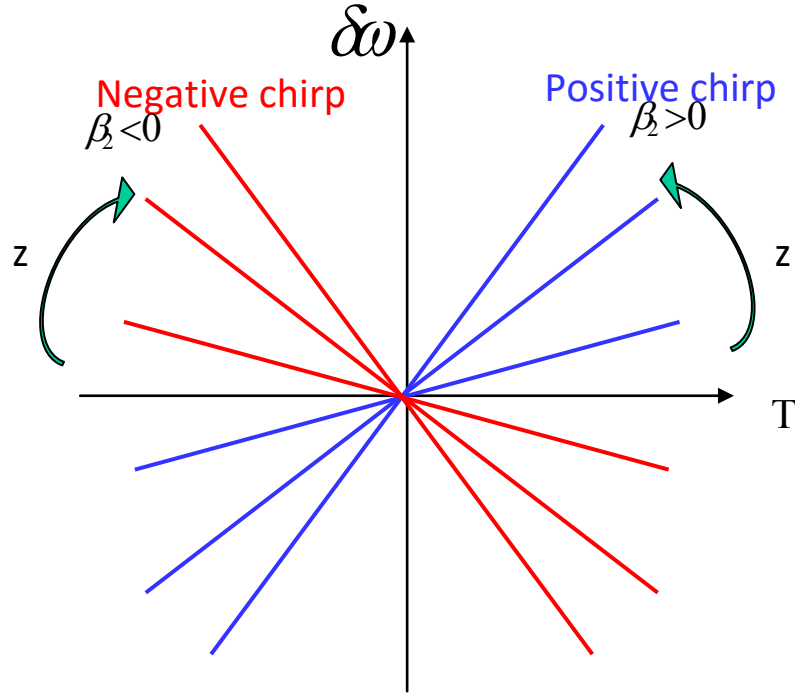 δω
Negative chirp
Positive chirp
β₂<0
β₂>0
z
z
T